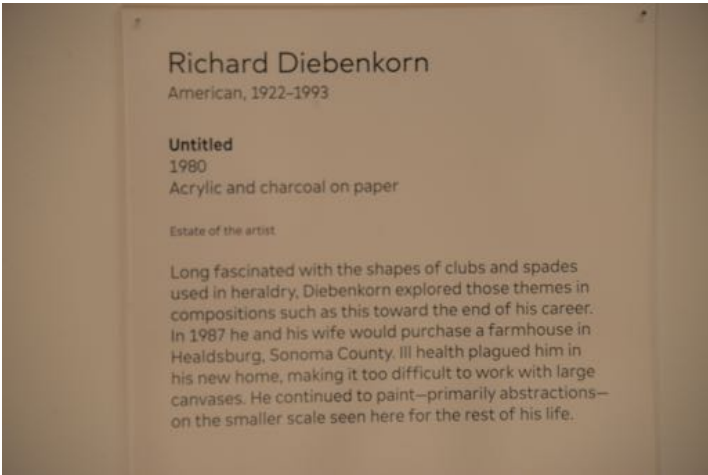 Richard Diebenkorn
American, 1922–1993
Untitled
1980
Acrylic and charcoal on paper
Estate of the artist
Long fascinated with the shapes of clubs and spades
used in heraldry, Diebenkorn explored those themes in
compositions such as this toward the end of his career.
In 1987 he and his wife would purchase a farmhouse in
Healdsburg, Sonoma County. Ill health plagued him in
his new home, making it too difficult to work with large
canvases. He continued to paint—primarily abstractions—
on the smaller scale seen here for the rest of his life.